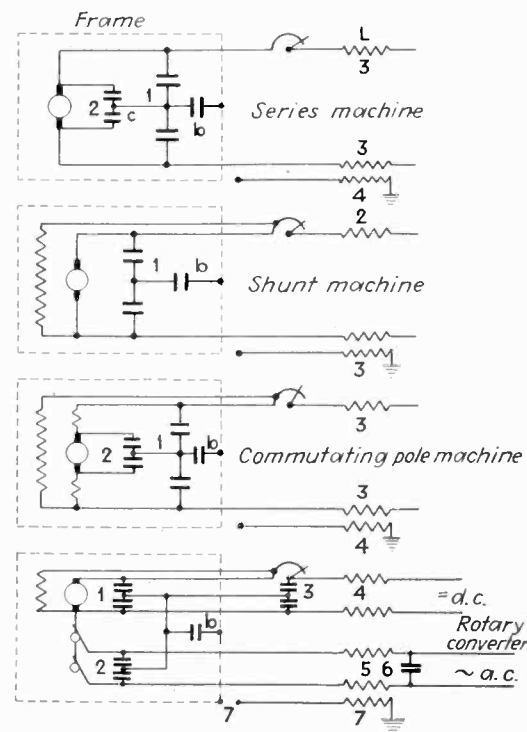 Frame
L
3
2
1
c
b
Series machine
3
4
2
1
b
Shunt machine
3
3
1
2
b
Commutating pole machine
3
4
1
3
4
= d.c.
b
Rotary
converter
2
5 6
~ a.c.
7
7